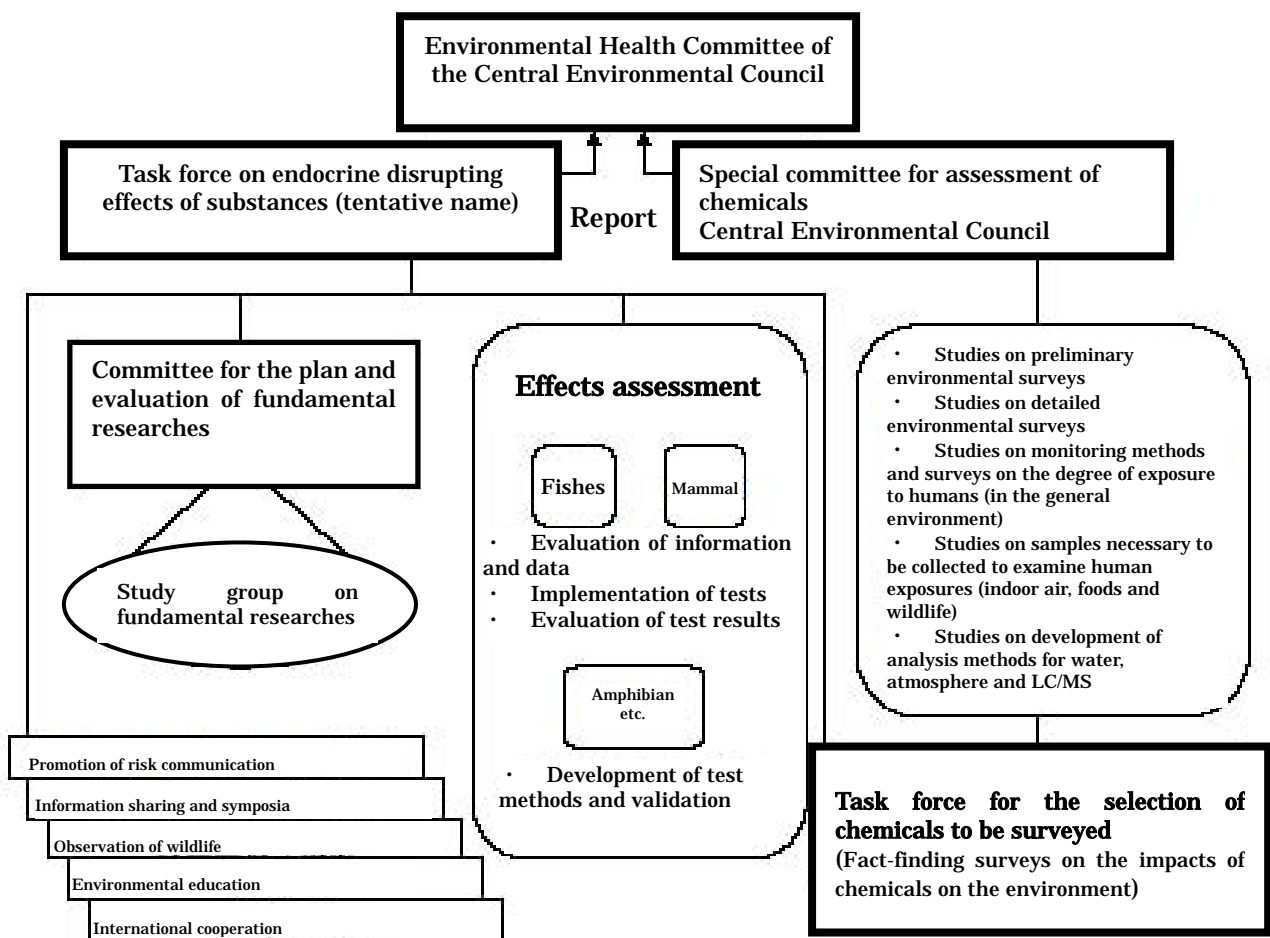 Environmental Health Committee of
the Central Environmental Council
Task force on endocrine disrupting
effects of substances (tentative name)
Report
Special committee for assessment of
chemicals
Central Environmental Council
Committee for the plan and
evaluation of fundamental
researches
Study group on
fundamental researches
Effects assessment
Fishes
Mammal
・ Evaluation of information
and data
・ Implementation of tests
・ Evaluation of test results
Amphibian
etc.
・ Development of test
methods and validation
・ Studies on preliminary
environmental surveys
・ Studies on detailed
environmental surveys
・ Studies on monitoring methods
and surveys on the degree of exposure
to humans (in the general
environment)
・ Studies on samples necessary to
be collected to examine human
exposures (indoor air, foods and
wildlife)
・ Studies on development of
analysis methods for water,
atmosphere and LC/MS
Promotion of risk communication
Information sharing and symposia
Observation of wildlife
Environmental education
International cooperation
Task force for the selection of
chemicals to be surveyed
(Fact-finding surveys on the impacts of
chemicals on the environment)